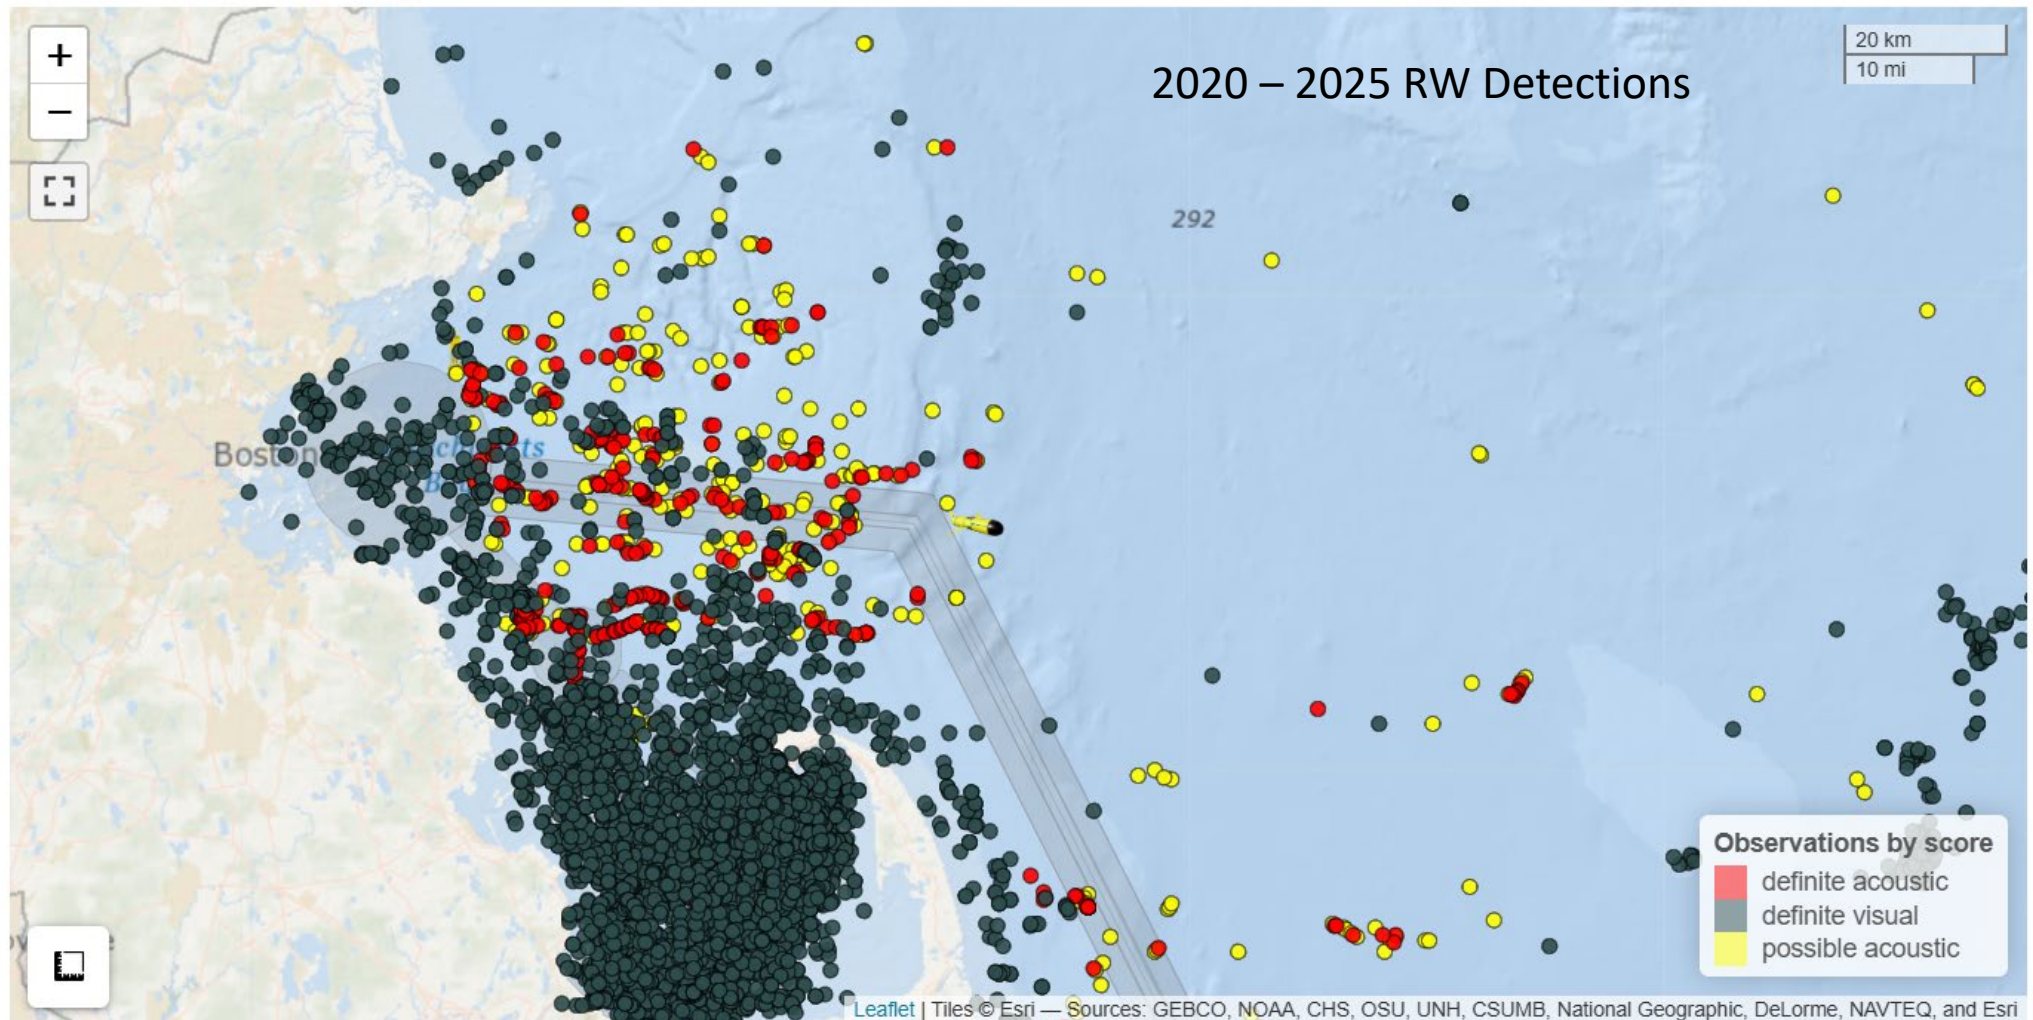 +
−
2020 – 2025 RW Detections
20 km
10 mi
292
Boston
Observations by score
definite acoustic
definite visual
possible acoustic
Leaflet | Tiles © Esri — Sources: GEBCO, NOAA, CHS, OSU, UNH, CSUMB, National Geographic, DeLorme, NAVTEQ, and Esri